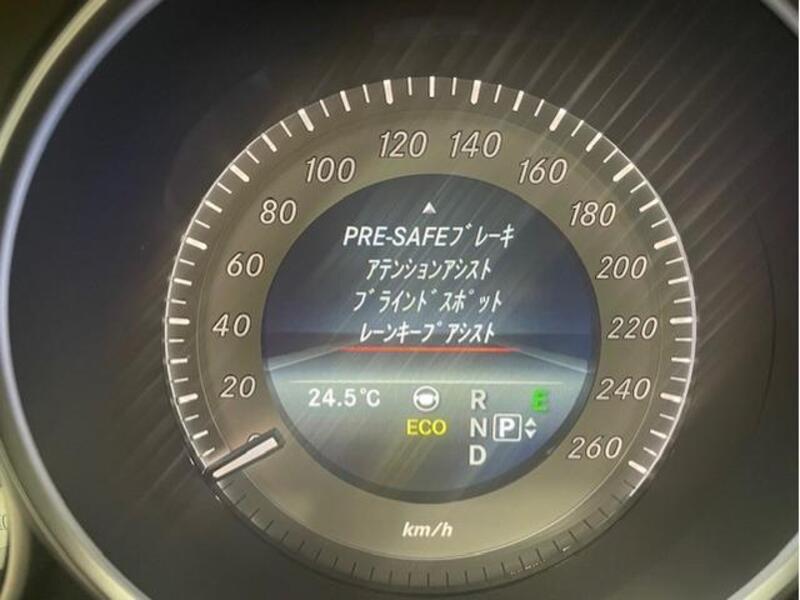 120 140
100 160
80 180
60 200
40 220
20 240
260
PRE-SAFEブレーキ
アテンションアシスト
ブラインドスポット
レーンキープアシスト
24.5°C R E
ECO N P
D
km/h